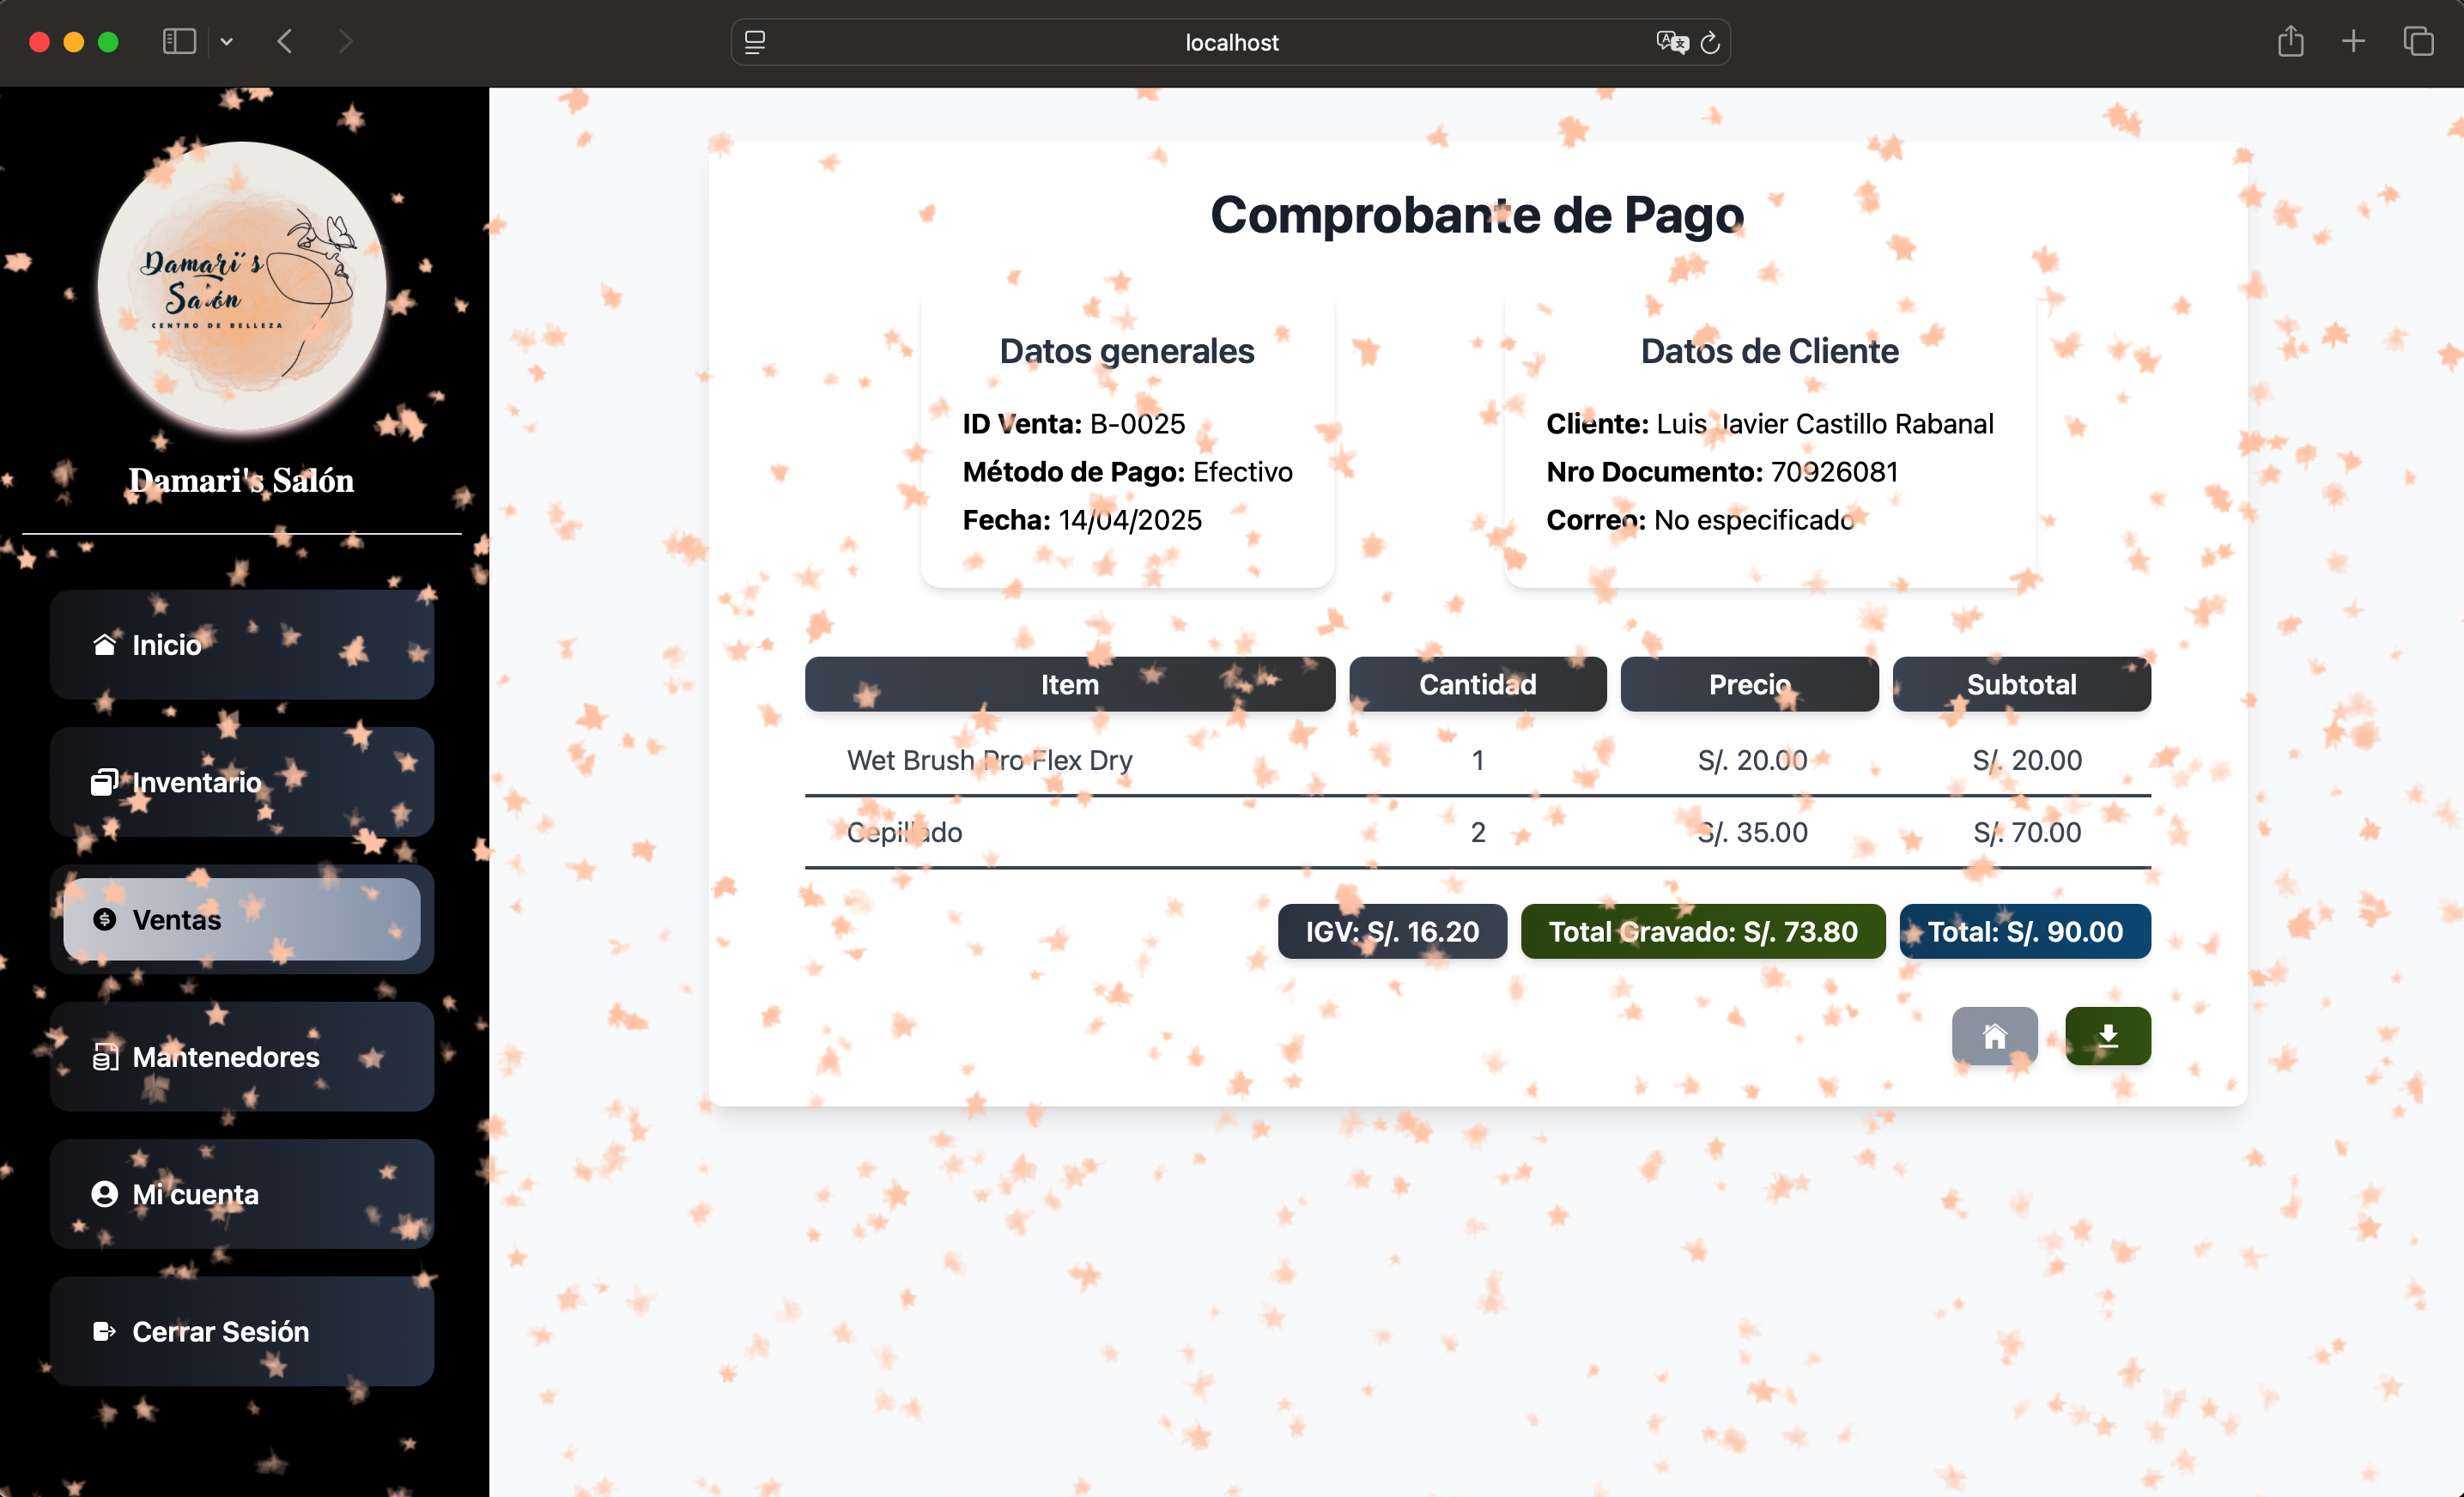 localhost
Damari's
Salón
CENTRO DE BELLEZA
Damari's Salón
Inicio
Inventario
Ventas
Mantenedores
Mi cuenta
Cerrar Sesión
Comprobante de Pago
Datos generales
ID Venta: B-0025
Método de Pago: Efectivo
Fecha: 14/04/2025
Datos de Cliente
Cliente: Luis Javier Castillo Rabanal
Nro Documento: 70926081
Correo: No especificado
Item Cantidad Precio Subtotal
Wet Brush Pro Flex Dry 1 S/. 20.00 S/. 20.00
Cepillado 2 S/. 35.00 S/. 70.00
IGV: S/. 16.20 Total Gravado: S/. 73.80 Total: S/. 90.00